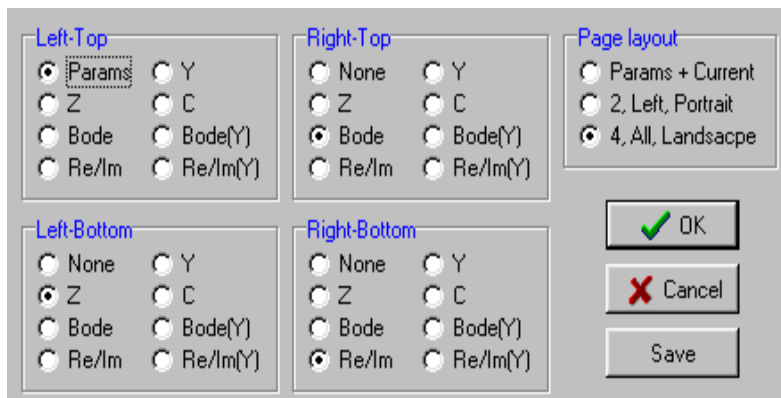 Left-Top
Params Y
Z C
Bode Bode(Y)
Re/Im Re/Im(Y)
Right-Top
None Y
Z C
Bode Bode(Y)
Re/Im Re/Im(Y)
Page layout
Params + Current
2, Left, Portrait
4, All, Landsacpe
Left-Bottom
None Y
Z C
Bode Bode(Y)
Re/Im Re/Im(Y)
Right-Bottom
None Y
Z C
Bode Bode(Y)
Re/Im Re/Im(Y)
OK
Cancel
Save